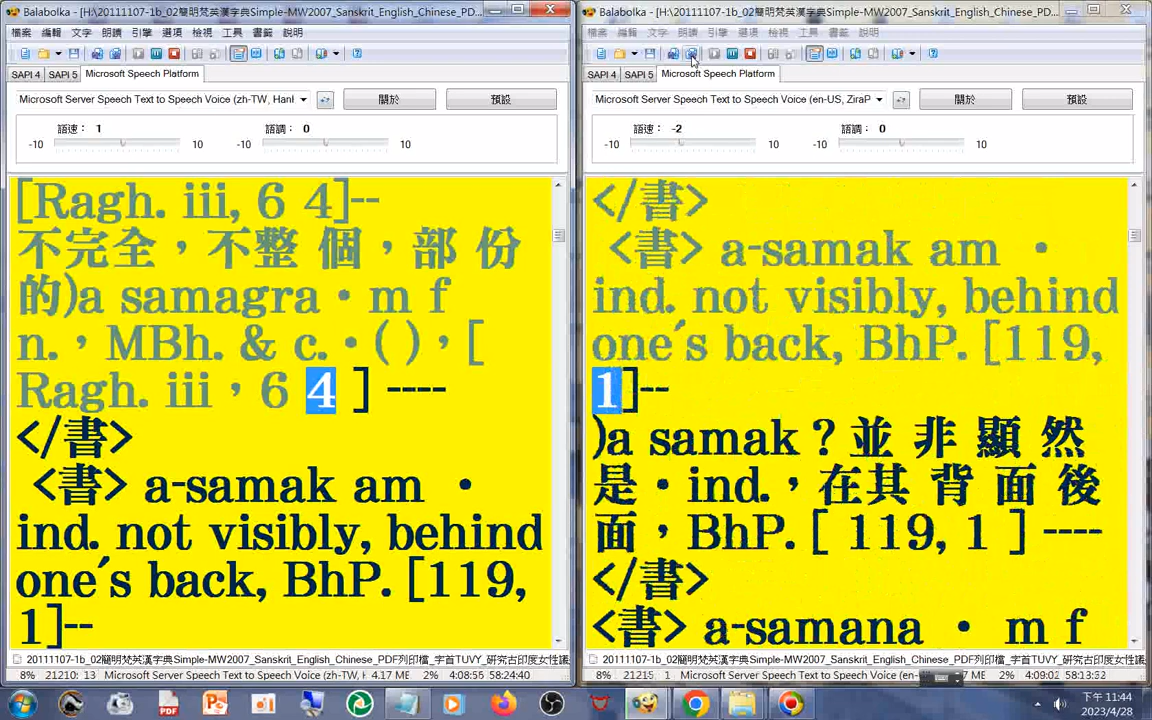 Balabolka - [H:\20111107-1b_02簡明梵英漢字典Simple-MW2007_Sanskrit_English_Chinese_PD...
檔案 編輯 文字 朗讀 引擎 選項 檢視 工具 書籤 說明
SAPI 4 SAPI 5 Microsoft Speech Platform
Microsoft Server Speech Text to Speech Voice (zh-TW, Hanl 關於 預設
語速： 1 語調： 0
-10 10 -10 10
[Ragh. iii, 6 4]--
不完全，不整 個，部 份
的)a samagra‧m f
n.，MBh. & c.‧( )，[
Ragh. iii，6 4 ] ----
</書>
<書> a-samak am ‧
ind. not visibly, behind
one′s back, BhP. [119,
1]--
20111107-1b_02簡明梵英漢字典Simple-MW2007_Sanskrit_English_Chinese_PDF列印檔_字首TUVY_研究古印度女性議
8% 21210: 13 Microsoft Server Speech Text to Speech Voice (zh-TW, H 4.17 ME 2% 4:08:55 58:24:40
Balabolka - [H:\20111107-1b_02簡明梵英漢字典Simple-MW2007_Sanskrit_English_Chinese_PD...
檔案 編輯 文字 朗讀 引擎 選項 檢視 工具 書籤 說明
SAPI 4 SAPI 5 Microsoft Speech Platform
Microsoft Server Speech Text to Speech Voice (en-US, ZiraP 關於 預設
語速： -2 語調： 0
-10 10 -10 10
</書>
<書> a-samak am ‧
ind. not visibly, behind
one′s back, BhP. [119,
1]--
)a samak？並 非 顯 然
是‧ind.，在其 背 面 後
面，BhP. [ 119, 1 ] ----
</書>
<書> a-samana ‧ m f
20111107-1b_02簡明梵英漢字典Simple-MW2007_Sanskrit_English_Chinese_PDF列印檔_字首TUVY_研究古印度女性議
8% 21215 1 Microsoft Server Speech Text to Speech Voice (en- 2% 4:09:02 58:13:32
PDF
下午 11:44
2023/4/28